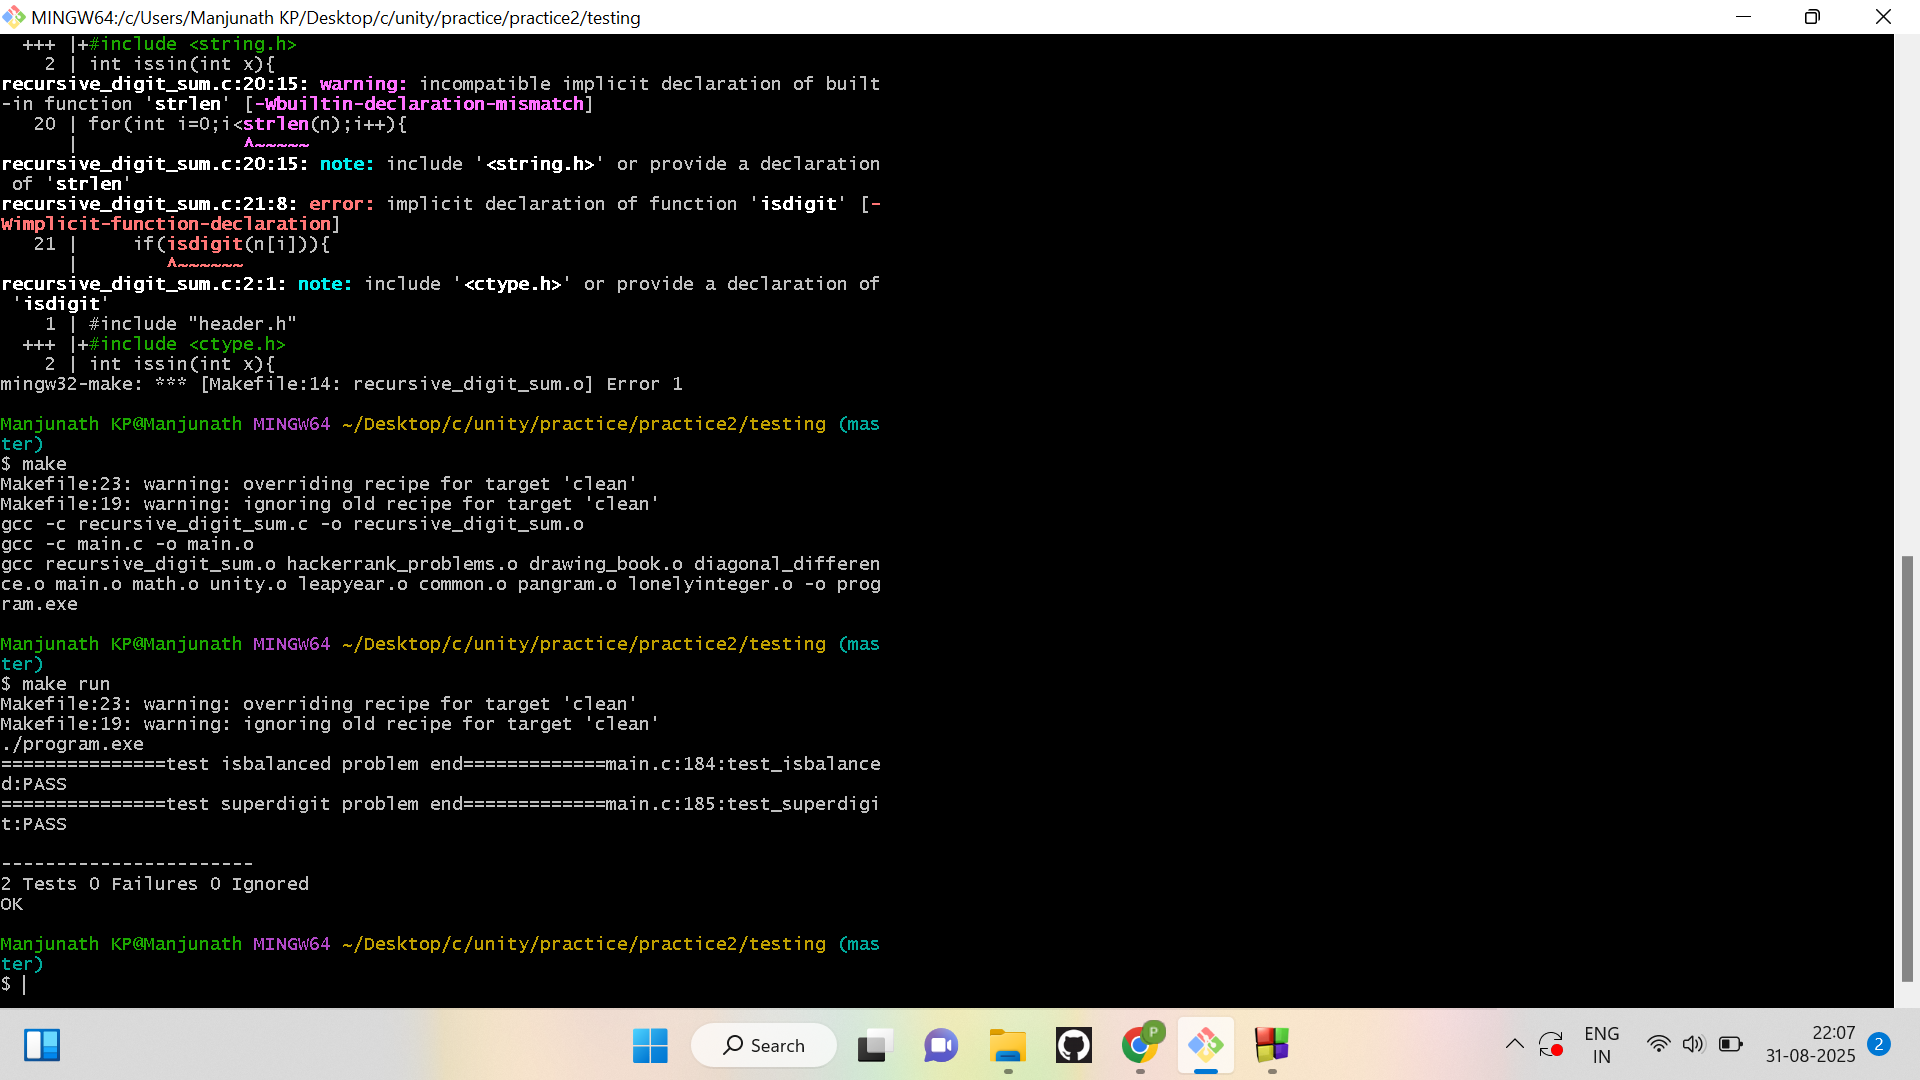 MINGW64:/c/Users/Manjunath KP/Desktop/c/unity/practice/practice2/testing
+++ |+#include <string.h>
2 | int issin(int x){
recursive_digit_sum.c:20:15: warning: incompatible implicit declaration of built
-in function 'strlen' [-Wbuiltin-declaration-mismatch]
20 | for(int i=0;i<strlen(n);i++){
| ^~~~~~
recursive_digit_sum.c:20:15: note: include '<string.h>' or provide a declaration
of 'strlen'
recursive_digit_sum.c:21:8: error: implicit declaration of function 'isdigit' [-
Wimplicit-function-declaration]
21 | if(isdigit(n[i])){
| ^~~~~~~
recursive_digit_sum.c:2:1: note: include '<ctype.h>' or provide a declaration of
'isdigit'
1 | #include "header.h"
+++ |+#include <ctype.h>
2 | int issin(int x){
mingw32-make: *** [Makefile:14: recursive_digit_sum.o] Error 1
Manjunath KP@Manjunath MINGW64 ~/Desktop/c/unity/practice/practice2/testing (mas
ter)
$ make
Makefile:23: warning: overriding recipe for target 'clean'
Makefile:19: warning: ignoring old recipe for target 'clean'
gcc -c recursive_digit_sum.c -o recursive_digit_sum.o
gcc -c main.c -o main.o
gcc recursive_digit_sum.o hackerrank_problems.o drawing_book.o diagonal_differen
ce.o main.o math.o unity.o leapyear.o common.o pangram.o lonelyinteger.o -o prog
ram.exe
Manjunath KP@Manjunath MINGW64 ~/Desktop/c/unity/practice/practice2/testing (mas
ter)
$ make run
Makefile:23: warning: overriding recipe for target 'clean'
Makefile:19: warning: ignoring old recipe for target 'clean'
./program.exe
===============test isbalanced problem end=============main.c:184:test_isbalance
d:PASS
===============test superdigit problem end=============main.c:185:test_superdigi
t:PASS
-----------------------
2 Tests 0 Failures 0 Ignored
OK
Manjunath KP@Manjunath MINGW64 ~/Desktop/c/unity/practice/practice2/testing (mas
ter)
$
Search
P
ENG
IN
22:07
31-08-2025
2